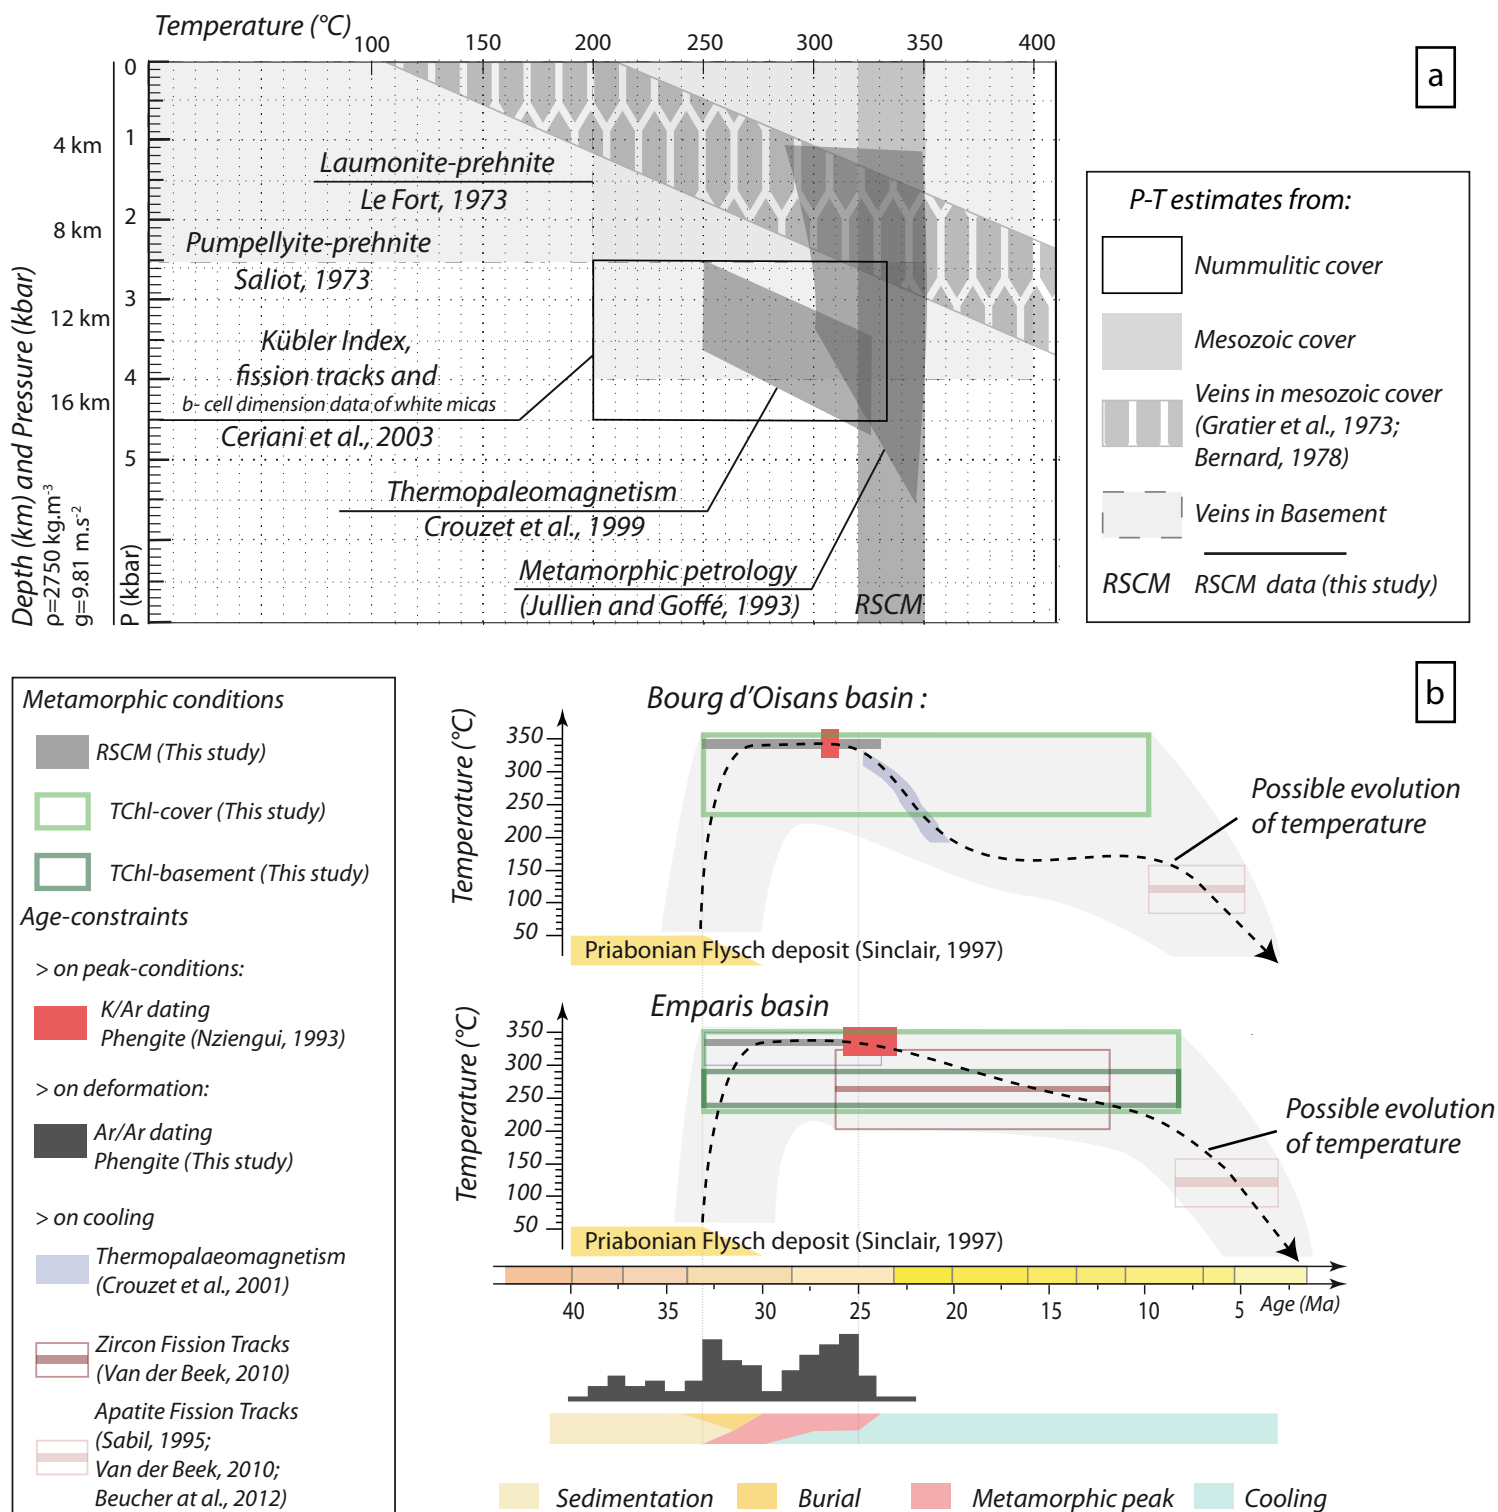 Temperature (°C)
100 150 200 250 300 350 400
a
0
1
2
3
4
5
4 km
8 km
12 km
16 km
Depth (km) and Pressure (kbar)
ρ=2750 kg.m-3
g=9.81 m.s-2
P (kbar)
Laumonite-prehnite
Le Fort, 1973
Pumpellyite-prehnite
Saliot, 1973
Kübler Index,
fission tracks and
b- cell dimension data of white micas
Ceriani et al., 2003
Thermopaleomagnetism
Crouzet et al., 1999
Metamorphic petrology
(Jullien and Goffé, 1993)
RSCM
P-T estimates from:
Nummulitic cover
Mesozoic cover
Veins in mesozoic cover
(Gratier et al., 1973;
Bernard, 1978)
Veins in Basement
RSCM RSCM data (this study)
b
Metamorphic conditions
RSCM (This study)
TChl-cover (This study)
TChl-basement (This study)
Age-constraints
> on peak-conditions:
K/Ar dating
Phengite (Nziengui, 1993)
> on deformation:
Ar/Ar dating
Phengite (This study)
> on cooling
Thermopalaeomagnetism
(Crouzet et al., 2001)
Zircon Fission Tracks
(Van der Beek, 2010)
Apatite Fission Tracks
(Sabil, 1995;
Van der Beek, 2010;
Beucher at al., 2012)
Bourg d'Oisans basin :
Temperature (°C)
350
300
250
200
150
100
50
Possible evolution
of temperature
Priabonian Flysch deposit (Sinclair, 1997)
Emparis basin
Temperature (°C)
350
300
250
200
150
100
50
Possible evolution
of temperature
Priabonian Flysch deposit (Sinclair, 1997)
40 35 30 25 20 15 10 5 Age (Ma)
Sedimentation Burial Metamorphic peak Cooling